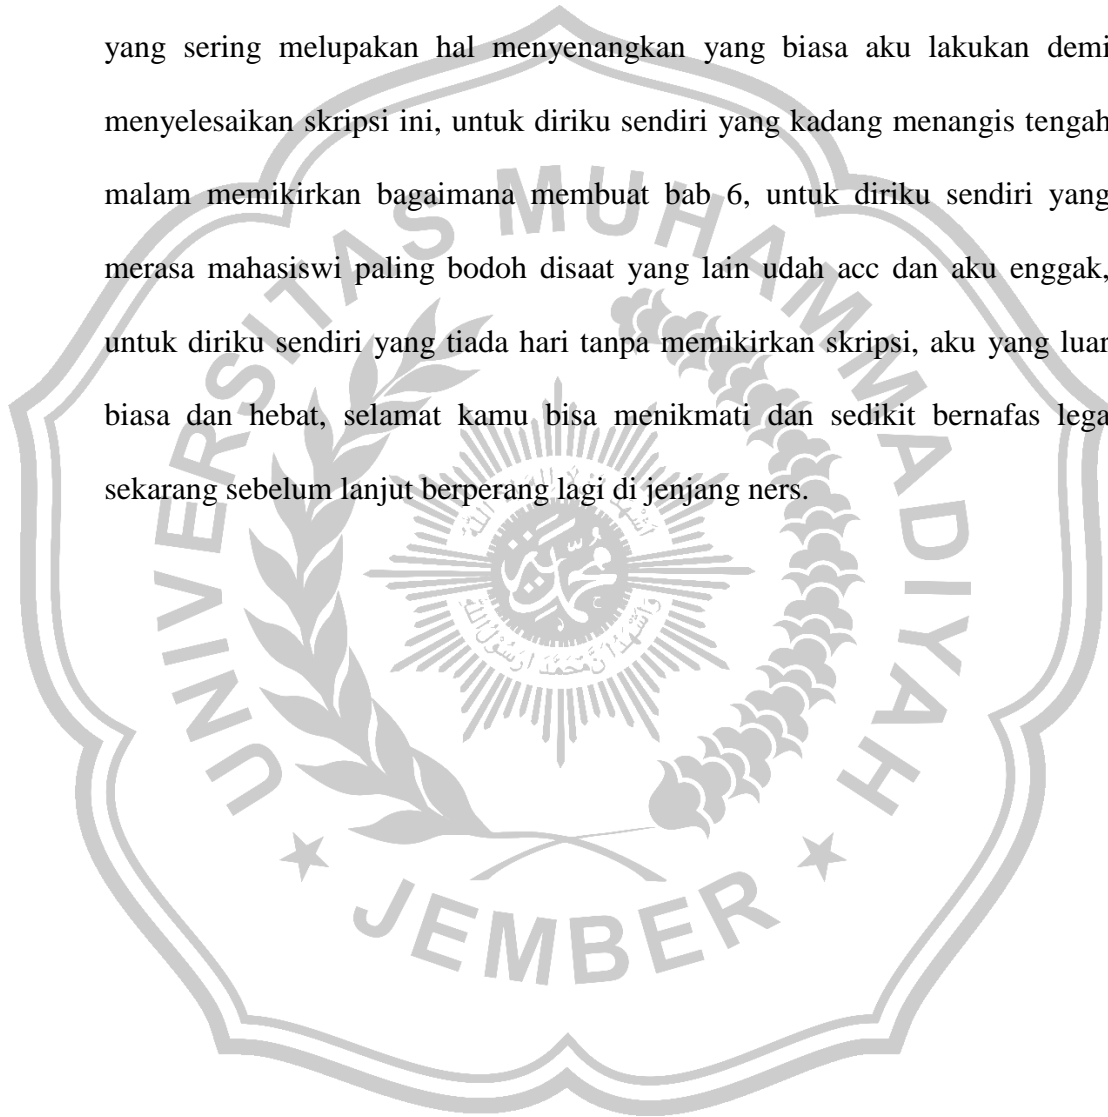 yang sering melupakan hal menyenangkan yang biasa aku lakukan demi
menyelesaikan skripsi ini, untuk diriku sendiri yang kadang menangis tengah
malam memikirkan bagaimana membuat bab 6, untuk diriku sendiri yang
merasa mahasiswi paling bodoh disaat yang lain udah acc dan aku enggak,
untuk diriku sendiri yang tiada hari tanpa memikirkan skripsi, aku yang luar
biasa dan hebat, selamat kamu bisa menikmati dan sedikit bernafas lega
sekarang sebelum lanjut berperang lagi di jenjang ners.
UNIVERSITAS MUHAMMADIYAH
JEMBER
محمد